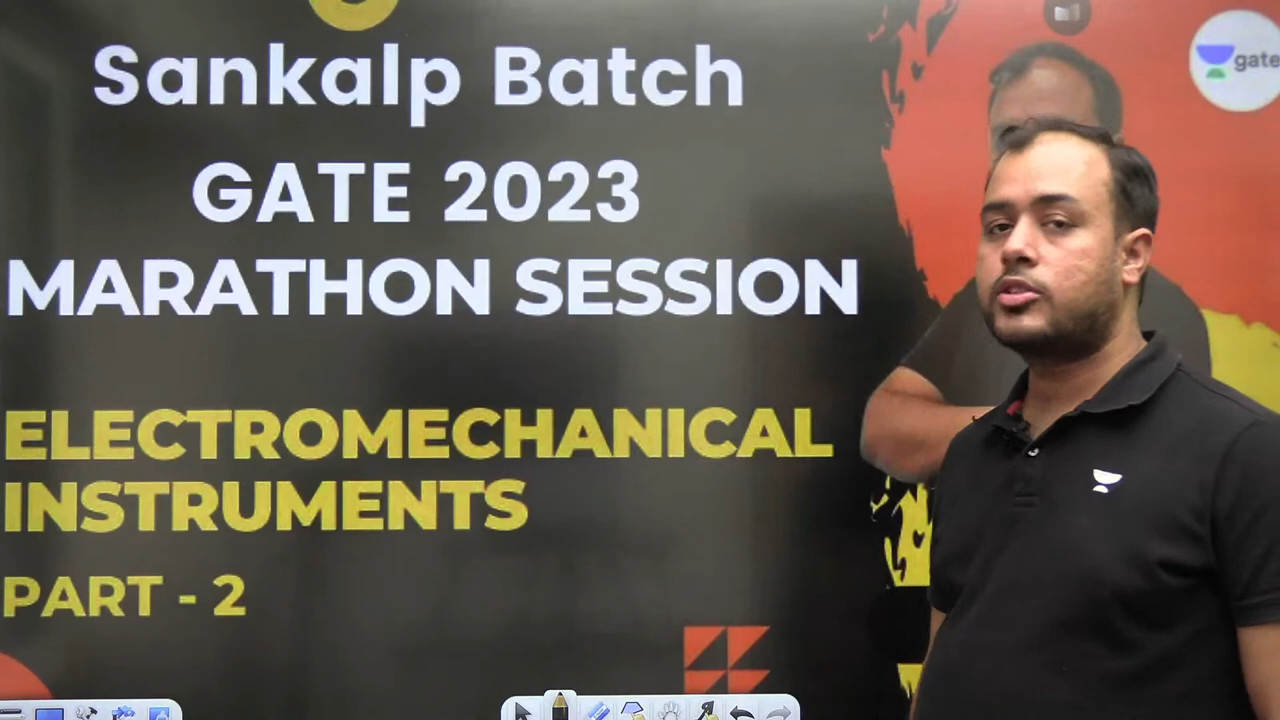 Sankalp Batch
gate
GATE 2023
MARATHON SESSION
ELECTROMECHANICAL
INSTRUMENTS
PART - 2